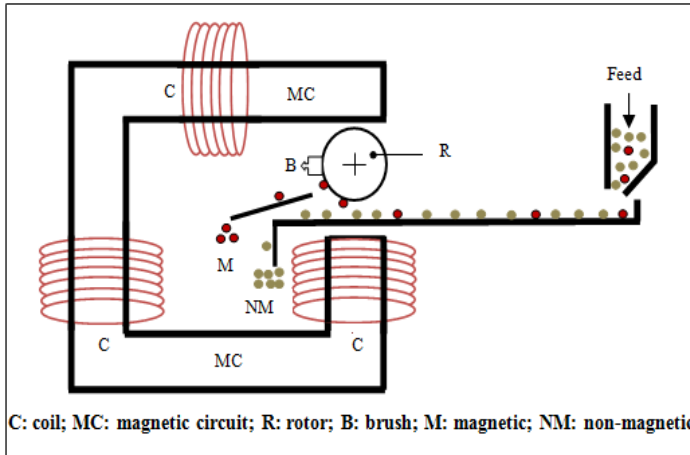 Feed
C
MC
B
R
M
NM
C
C
MC
C: coil; MC: magnetic circuit; R: rotor; B: brush; M: magnetic; NM: non-magnetic